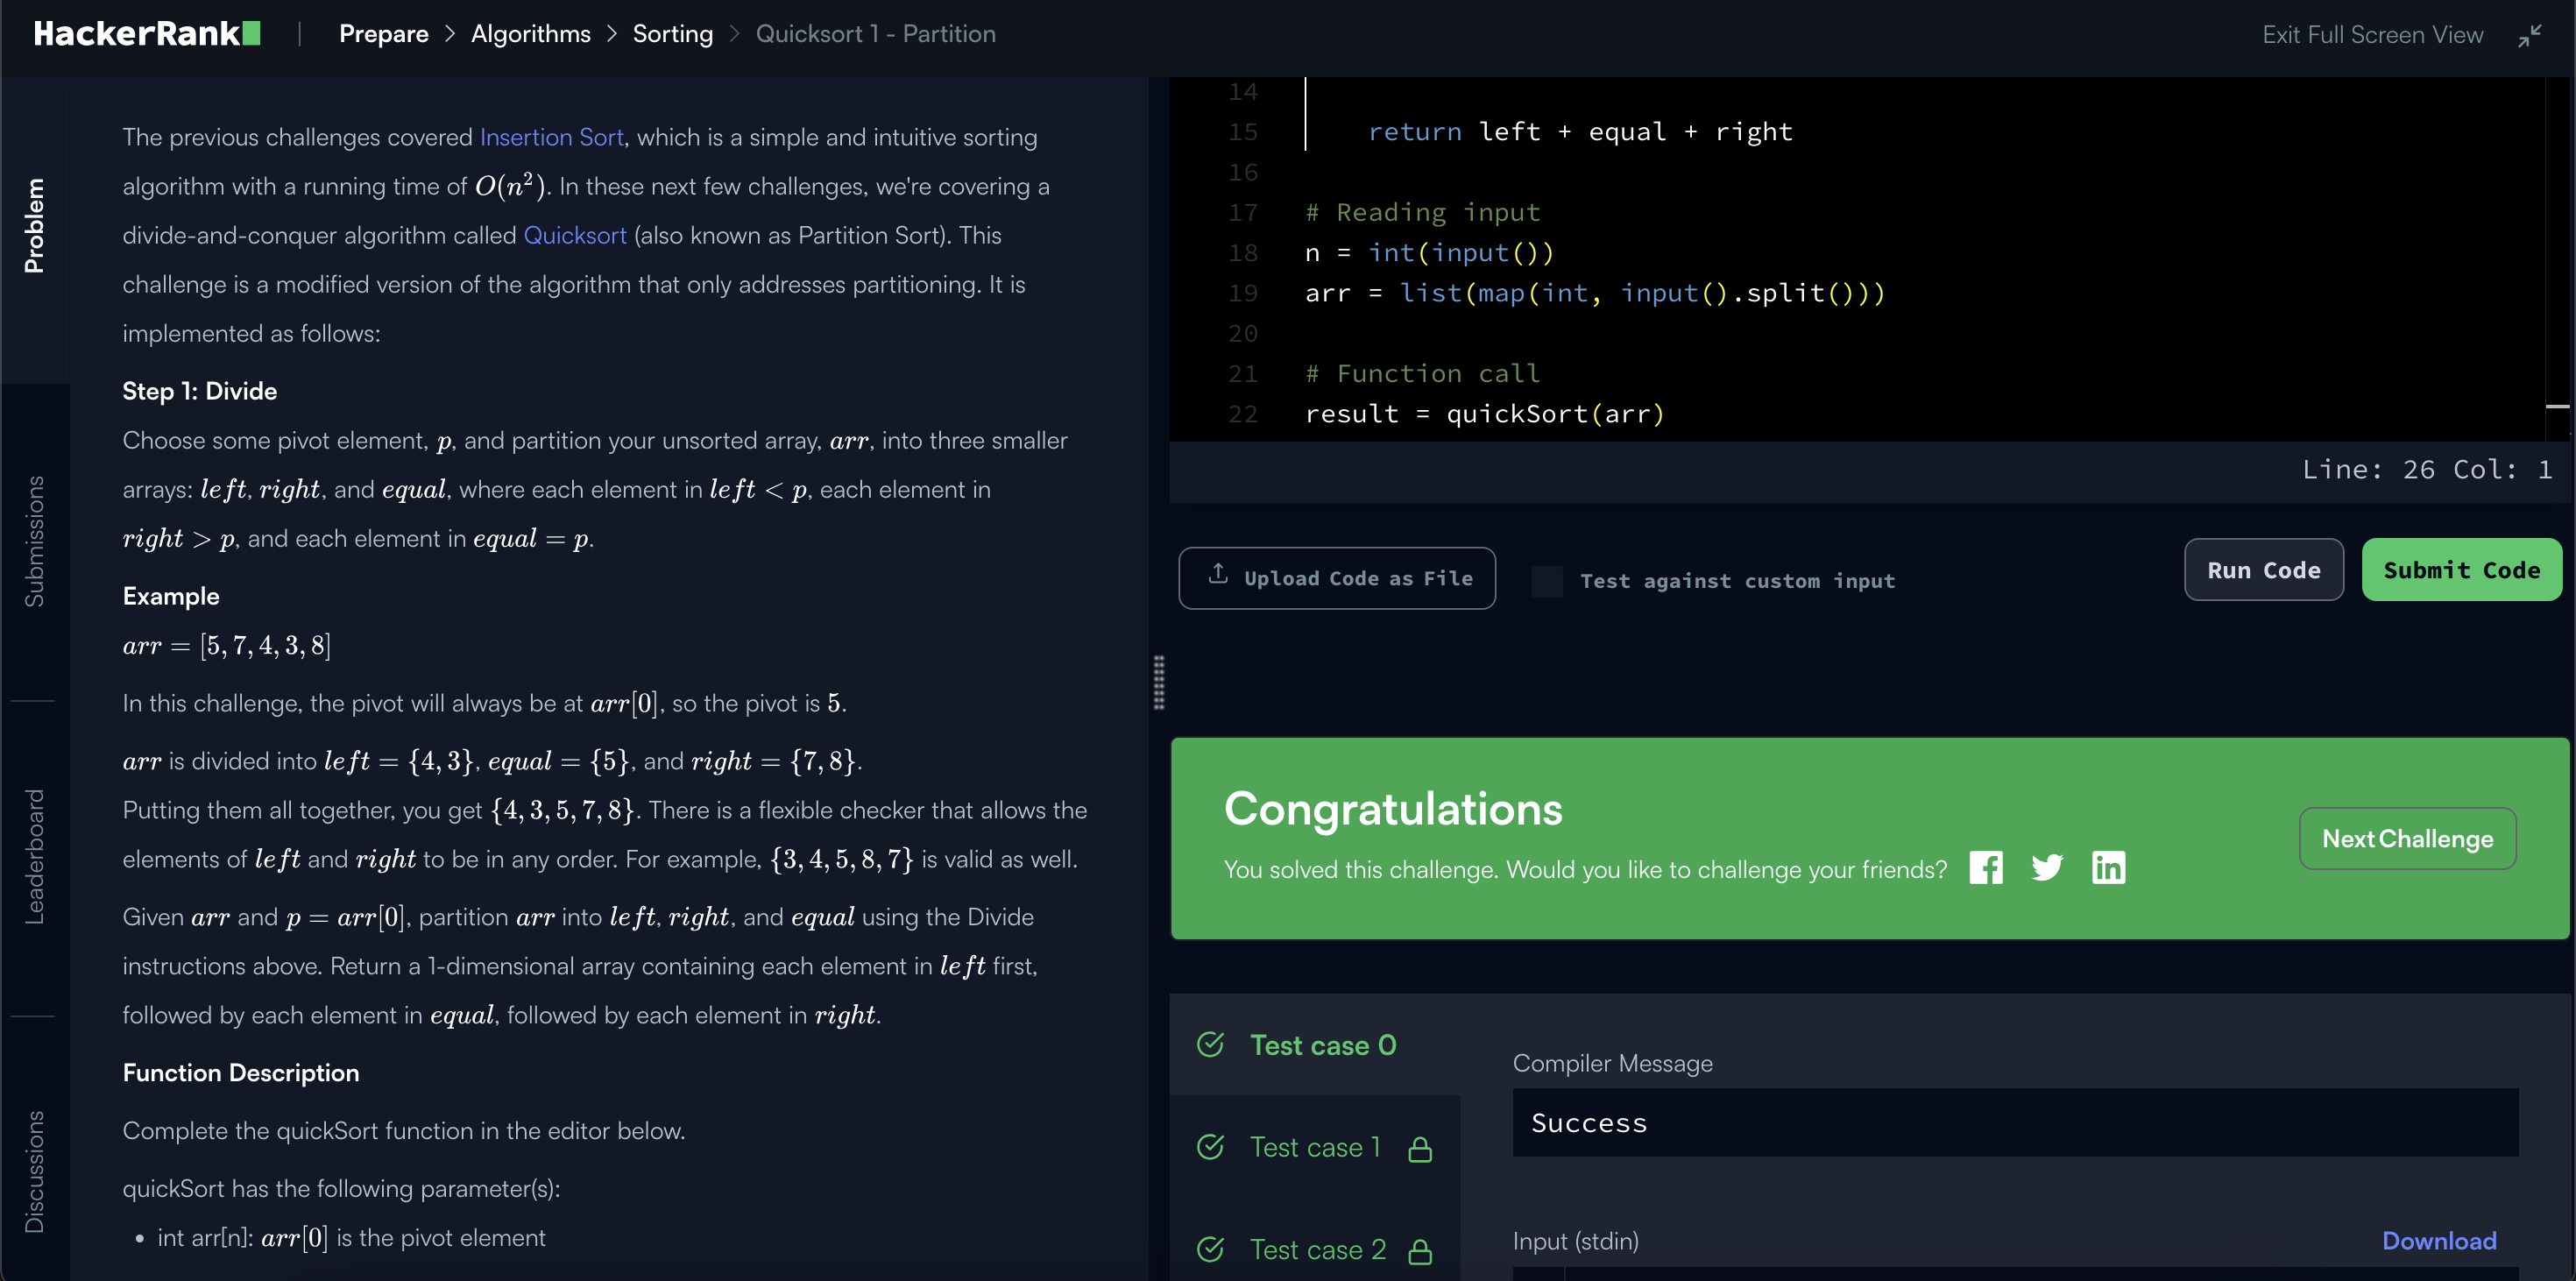 HackerRank | Prepare > Algorithms > Sorting > Quicksort 1 - Partition
Exit Full Screen View
Problem
Submissions
Leaderboard
Discussions
The previous challenges covered Insertion Sort, which is a simple and intuitive sorting
algorithm with a running time of O(n²). In these next few challenges, we're covering a
divide-and-conquer algorithm called Quicksort (also known as Partition Sort). This
challenge is a modified version of the algorithm that only addresses partitioning. It is
implemented as follows:
Step 1: Divide
Choose some pivot element, p, and partition your unsorted array, arr, into three smaller
arrays: left, right, and equal, where each element in left < p, each element in
right > p, and each element in equal = p.
Example
arr = [5, 7, 4, 3, 8]
In this challenge, the pivot will always be at arr[0], so the pivot is 5.
arr is divided into left = {4, 3}, equal = {5}, and right = {7, 8}.
Putting them all together, you get {4, 3, 5, 7, 8}. There is a flexible checker that allows the
elements of left and right to be in any order. For example, {3, 4, 5, 8, 7} is valid as well.
Given arr and p = arr[0], partition arr into left, right, and equal using the Divide
instructions above. Return a 1-dimensional array containing each element in left first,
followed by each element in equal, followed by each element in right.
Function Description
Complete the quickSort function in the editor below.
quickSort has the following parameter(s):
• int arr[n]: arr[0] is the pivot element
14
15 return left + equal + right
16
17 # Reading input
18 n = int(input())
19 arr = list(map(int, input().split()))
20
21 # Function call
22 result = quickSort(arr)
Line: 26 Col: 1
Upload Code as File
Test against custom input
Run Code
Submit Code
Congratulations
You solved this challenge. Would you like to challenge your friends?
Next Challenge
Test case 0
Test case 1
Test case 2
Compiler Message
Success
Input (stdin)
Download